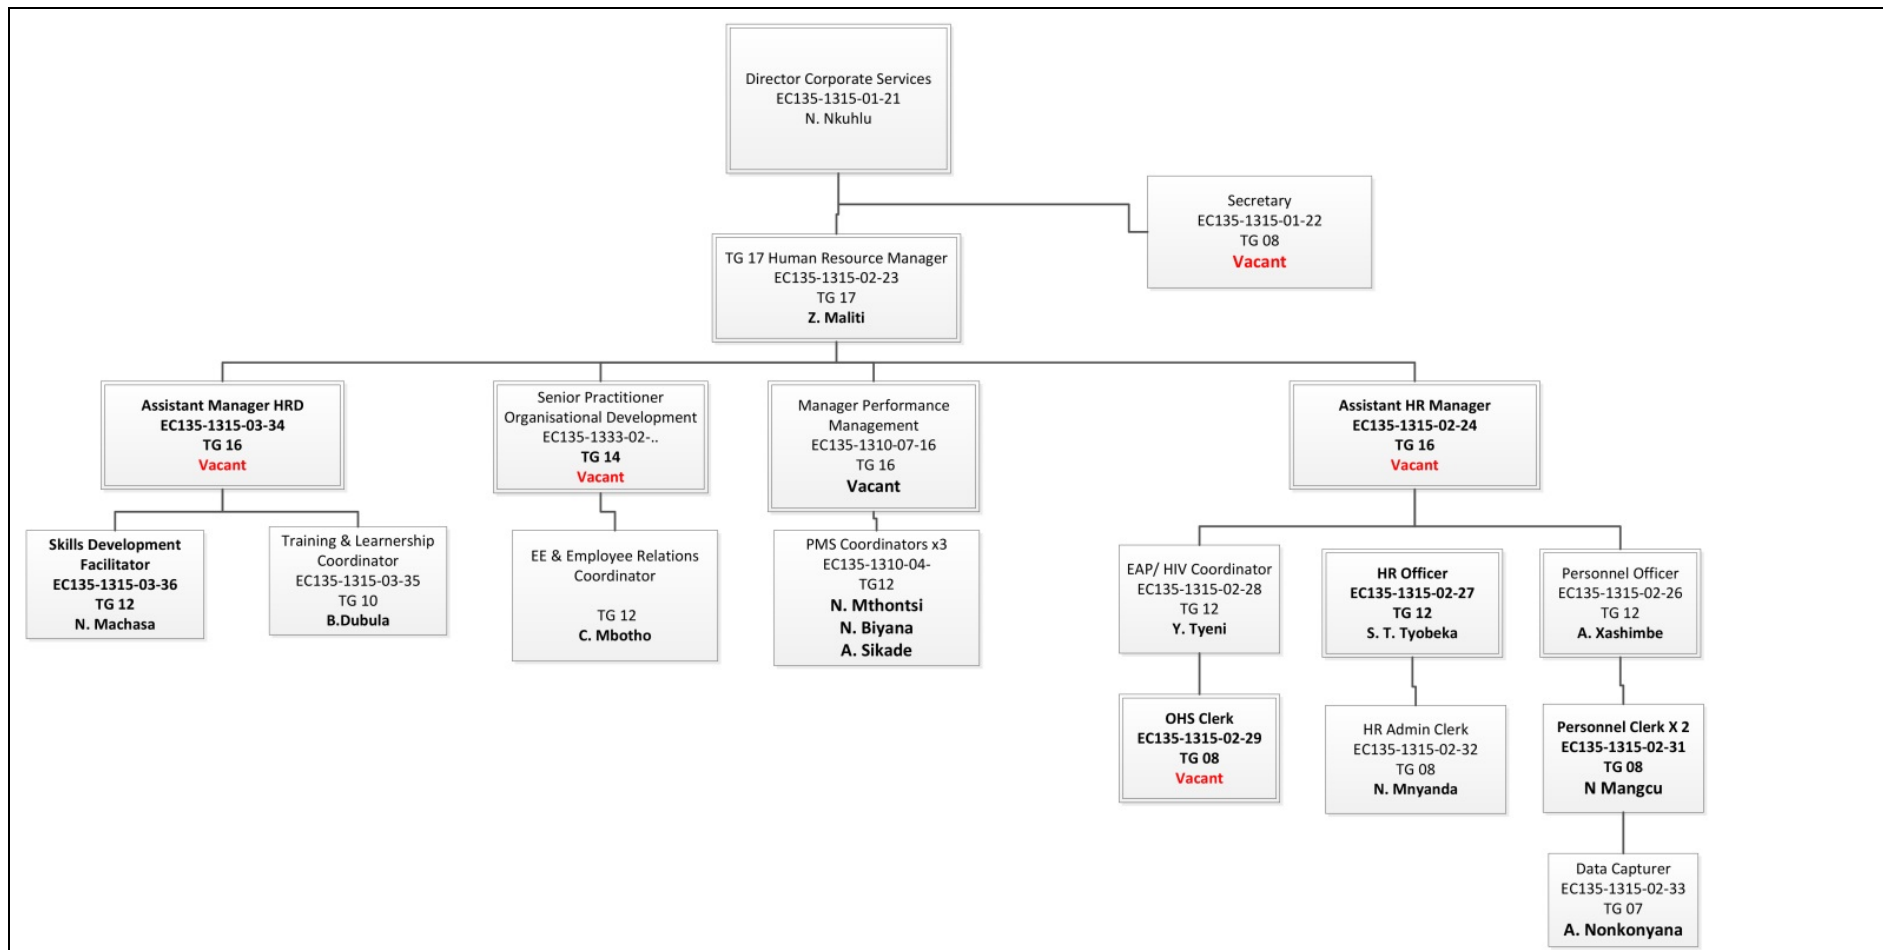 Director Corporate Services
EC135-1315-01-21
N. Nkuhlu
Secretary
EC135-1315-01-22
TG 08
Vacant
TG 17 Human Resource Manager
EC135-1315-02-23
TG 17
Z. Maliti
Assistant Manager HRD
EC135-1315-03-34
TG 16
Vacant
Senior Practitioner
Organisational Development
EC135-1333-02-..
TG 14
Vacant
Manager Performance
Management
EC135-1310-07-16
TG 16
Vacant
Assistant HR Manager
EC135-1315-02-24
TG 16
Vacant
Skills Development
Facilitator
EC135-1315-03-36
TG 12
N. Machasa
Training & Learnership
Coordinator
EC135-1315-03-35
TG 10
B.Dubula
EE & Employee Relations
Coordinator
TG 12
C. Mbotho
PMS Coordinators x3
EC135-1310-04-
TG12
N. Mthontsi
N. Biyana
A. Sikade
EAP/ HIV Coordinator
EC135-1315-02-28
TG 12
Y. Tyeni
HR Officer
EC135-1315-02-27
TG 12
S. T. Tyobeka
Personnel Officer
EC135-1315-02-26
TG 12
A. Xashimbe
OHS Clerk
EC135-1315-02-29
TG 08
Vacant
HR Admin Clerk
EC135-1315-02-32
TG 08
N. Mnyanda
Personnel Clerk X 2
EC135-1315-02-31
TG 08
N Mangcu
Data Capturer
EC135-1315-02-33
TG 07
A. Nonkonyana